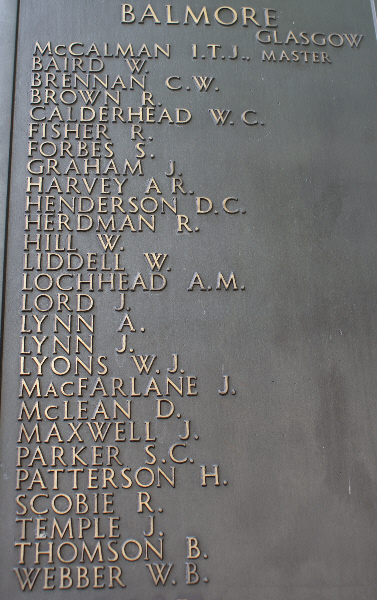 BALMORE
GLASGOW
McCALMAN I.T.J., MASTER
BAIRD W.
BRENNAN C.W.
BROWN R.
CALDERHEAD W.C.
FISHER R.
FORBES S.
GRAHAM J.
HARVEY A.R.
HENDERSON D.C.
HERDMAN R.
HILL W.
LIDDELL W.
LOCHHEAD A.M.
LORD J.
LYNN A.
LYNN J.
LYONS W.J.
MacFARLANE J.
McLEAN D.
MAXWELL J.
PARKER S.C.
PATTERSON H.
SCOBIE R.
TEMPLE J.
THOMSON B.
WEBBER W.B.